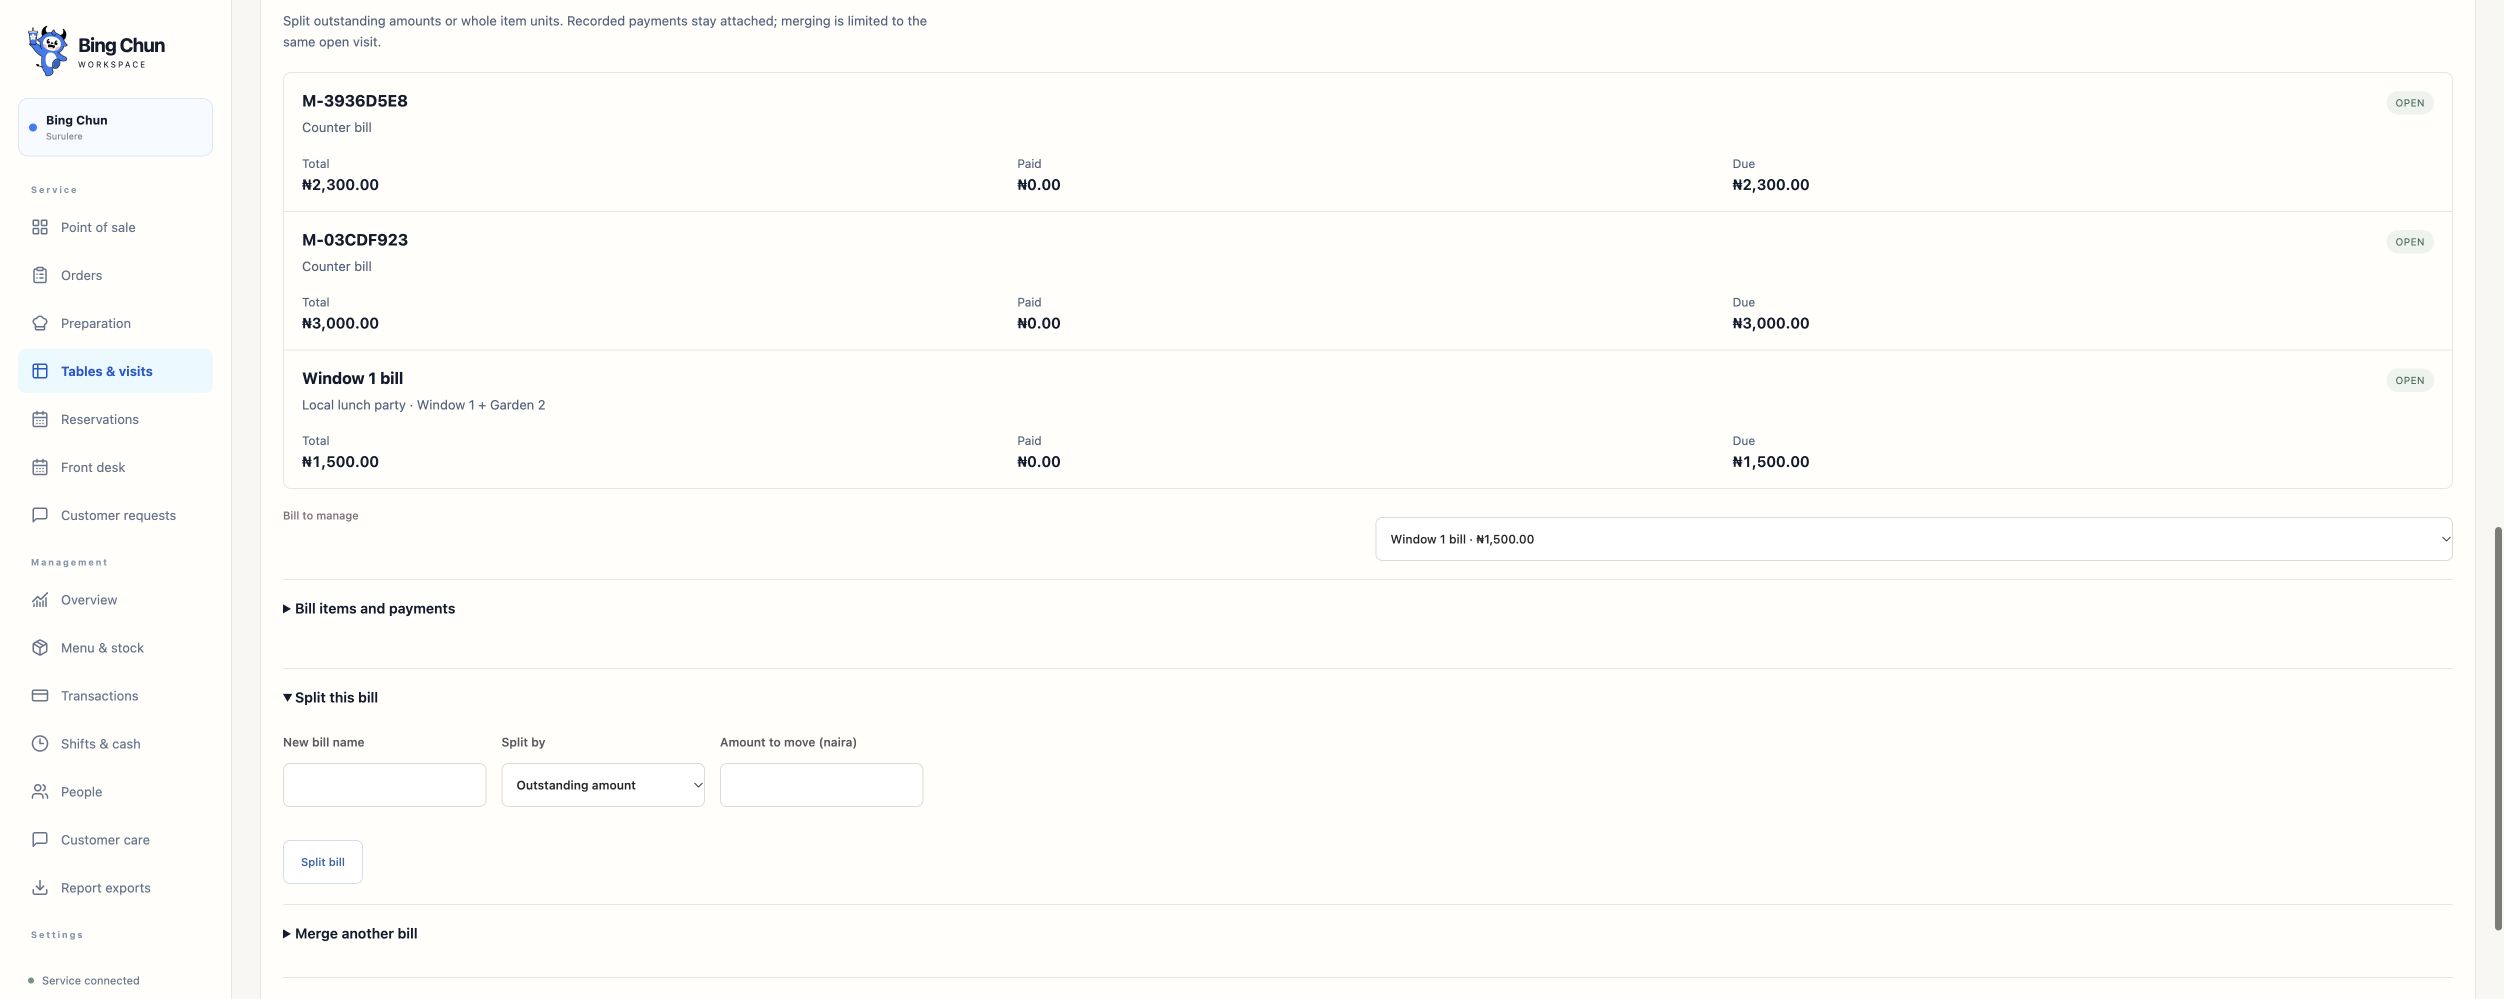 Bing Chun
WORKSPACE
Bing Chun
Surulere
Service
Point of sale
Orders
Preparation
Tables & visits
Reservations
Front desk
Customer requests
Management
Overview
Menu & stock
Transactions
Shifts & cash
People
Customer care
Report exports
Settings
Service connected
Split outstanding amounts or whole item units. Recorded payments stay attached; merging is limited to the
same open visit.
M-3936D5E8
OPEN
Counter bill
Total
Paid
Due
₦2,300.00
₦0.00
₦2,300.00
M-03CDF923
OPEN
Counter bill
Total
Paid
Due
₦3,000.00
₦0.00
₦3,000.00
Window 1 bill
OPEN
Local lunch party · Window 1 + Garden 2
Total
Paid
Due
₦1,500.00
₦0.00
₦1,500.00
Bill to manage
Window 1 bill · ₦1,500.00
Bill items and payments
Split this bill
New bill name
Split by
Amount to move (naira)
Outstanding amount
Split bill
Merge another bill